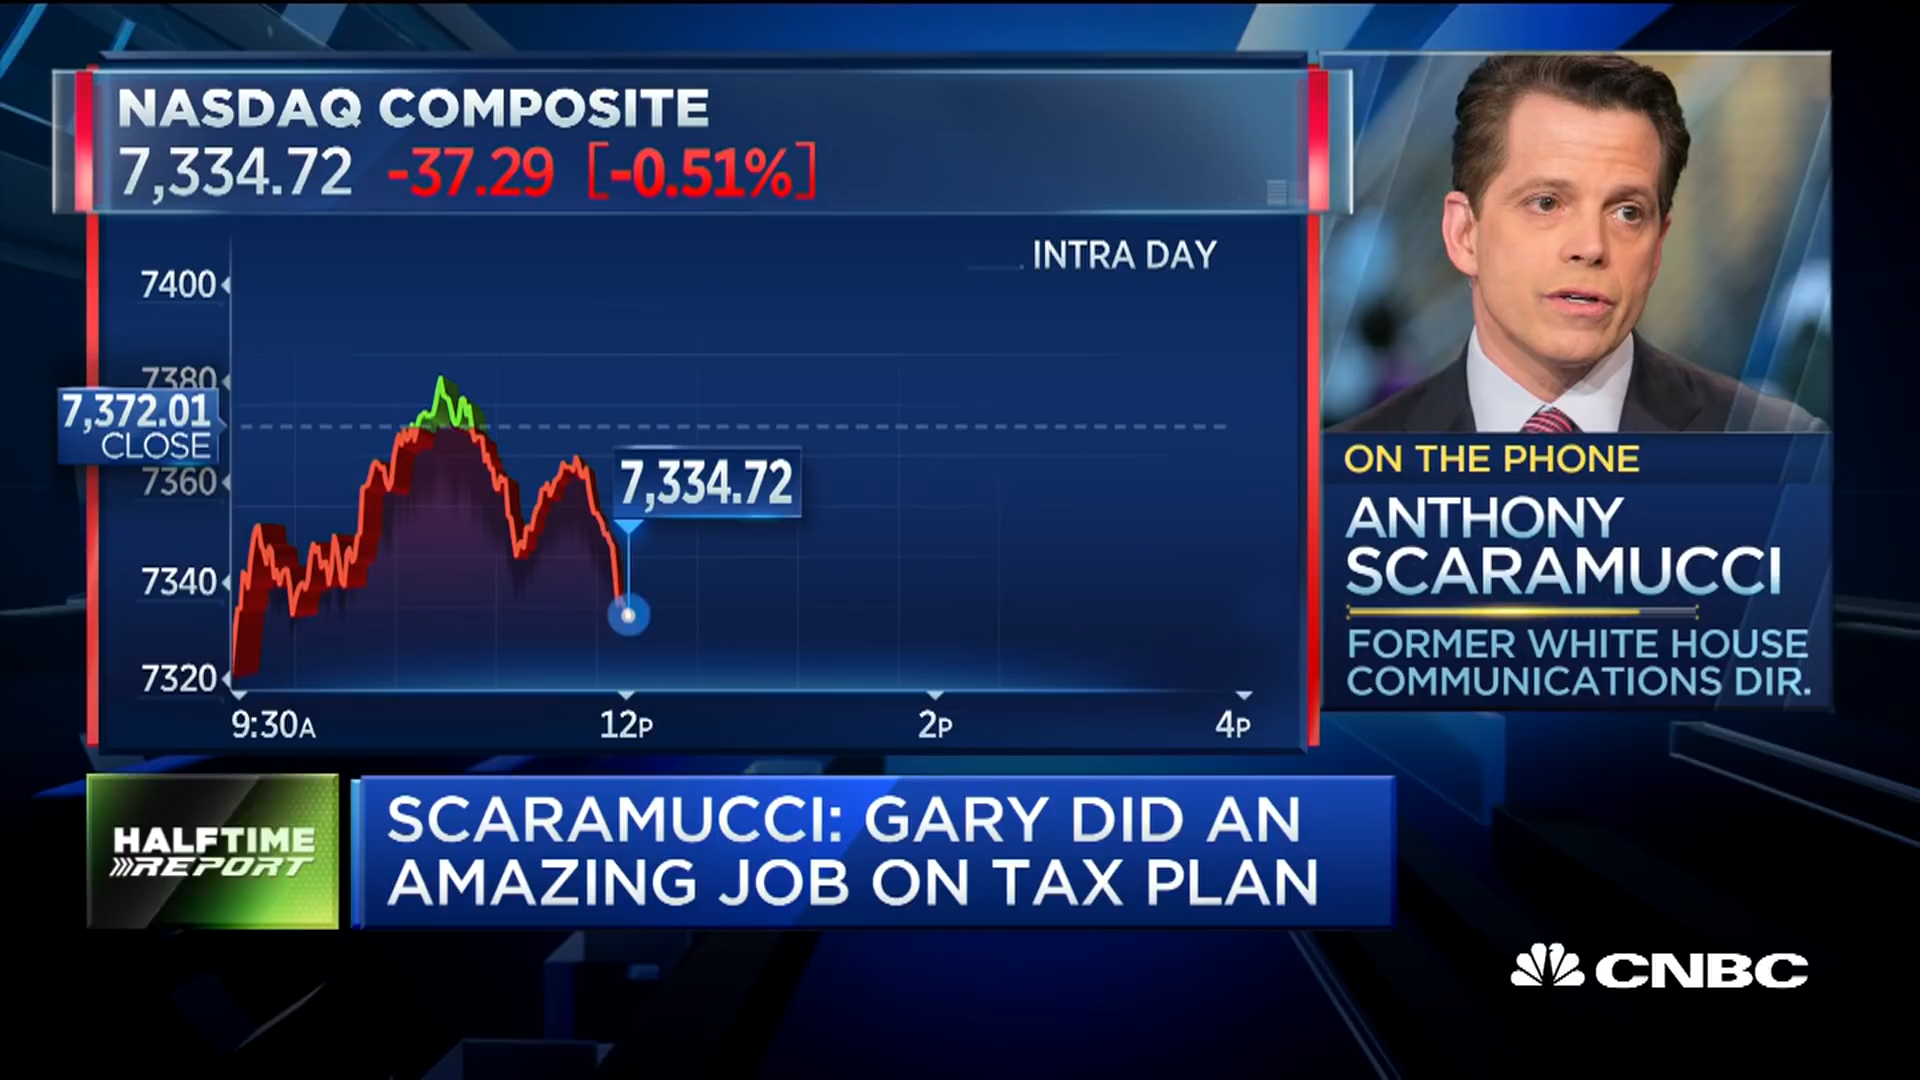 NASDAQ COMPOSITE
7,334.72 -37.29 [-0.51%]
INTRA DAY
7400
7380
7,372.01
CLOSE
7360
7,334.72
7340
7320
9:30A 12P 2P 4P
ON THE PHONE
ANTHONY
SCARAMUCCI
FORMER WHITE HOUSE
COMMUNICATIONS DIR.
HALFTIME
REPORT
SCARAMUCCI: GARY DID AN
AMAZING JOB ON TAX PLAN
CNBC